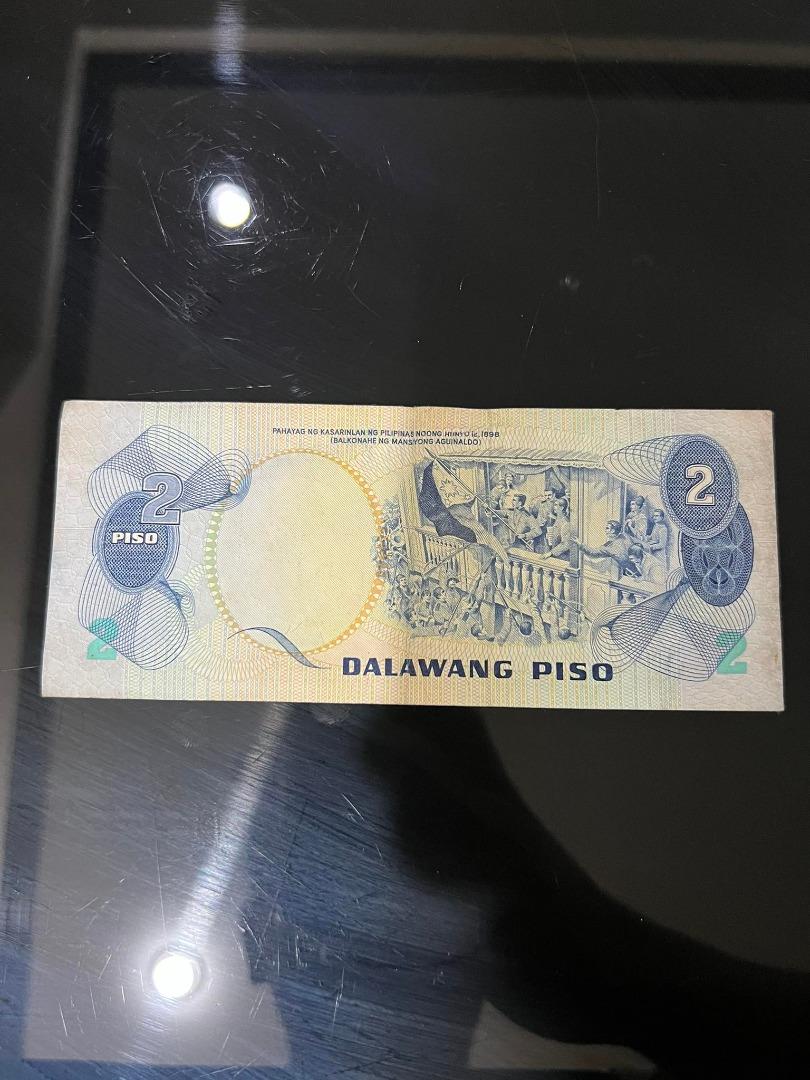 PAHAYAG NG KASARINLAN NG PILIPINAS NOONG HUNYO 12, 1898
(BALKONAHE NG MANSIYONG AGUINALDO)
2
PISO
2
2
DALAWANG PISO
2